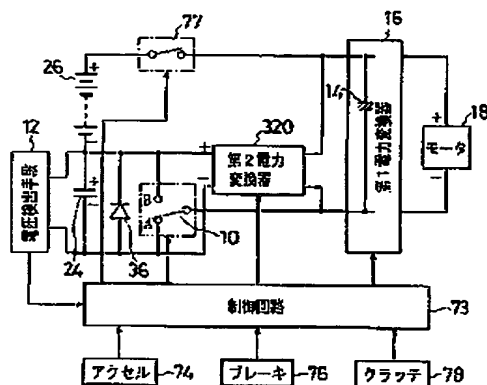 77
16
26
+
-
14
12
320
18
第2電力
変換器
+
-
第1電力変換器
+
モータ
-
電圧検出手段
+
-
B
A
24
36
10
制御回路
73
アクセル
74
ブレーキ
76
クラッチ
78